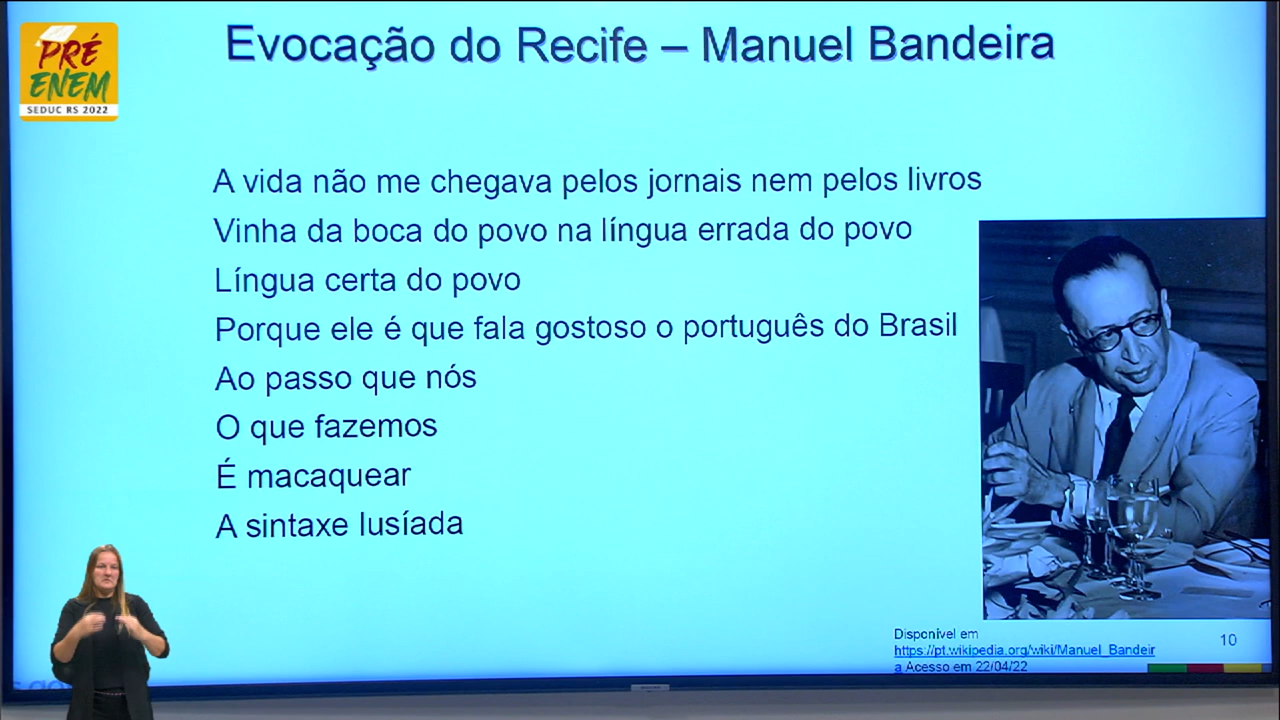 PRÉ
ENEM
SEDUC RS 2022
Evocação do Recife – Manuel Bandeira
A vida não me chegava pelos jornais nem pelos livros
Vinha da boca do povo na língua errada do povo
Língua certa do povo
Porque ele é que fala gostoso o português do Brasil
Ao passo que nós
O que fazemos
É macaquear
A sintaxe lusíada
Disponível em
https://pt.wikipedia.org/wiki/Manuel_Bandeir
a Acesso em 22/04/22
10